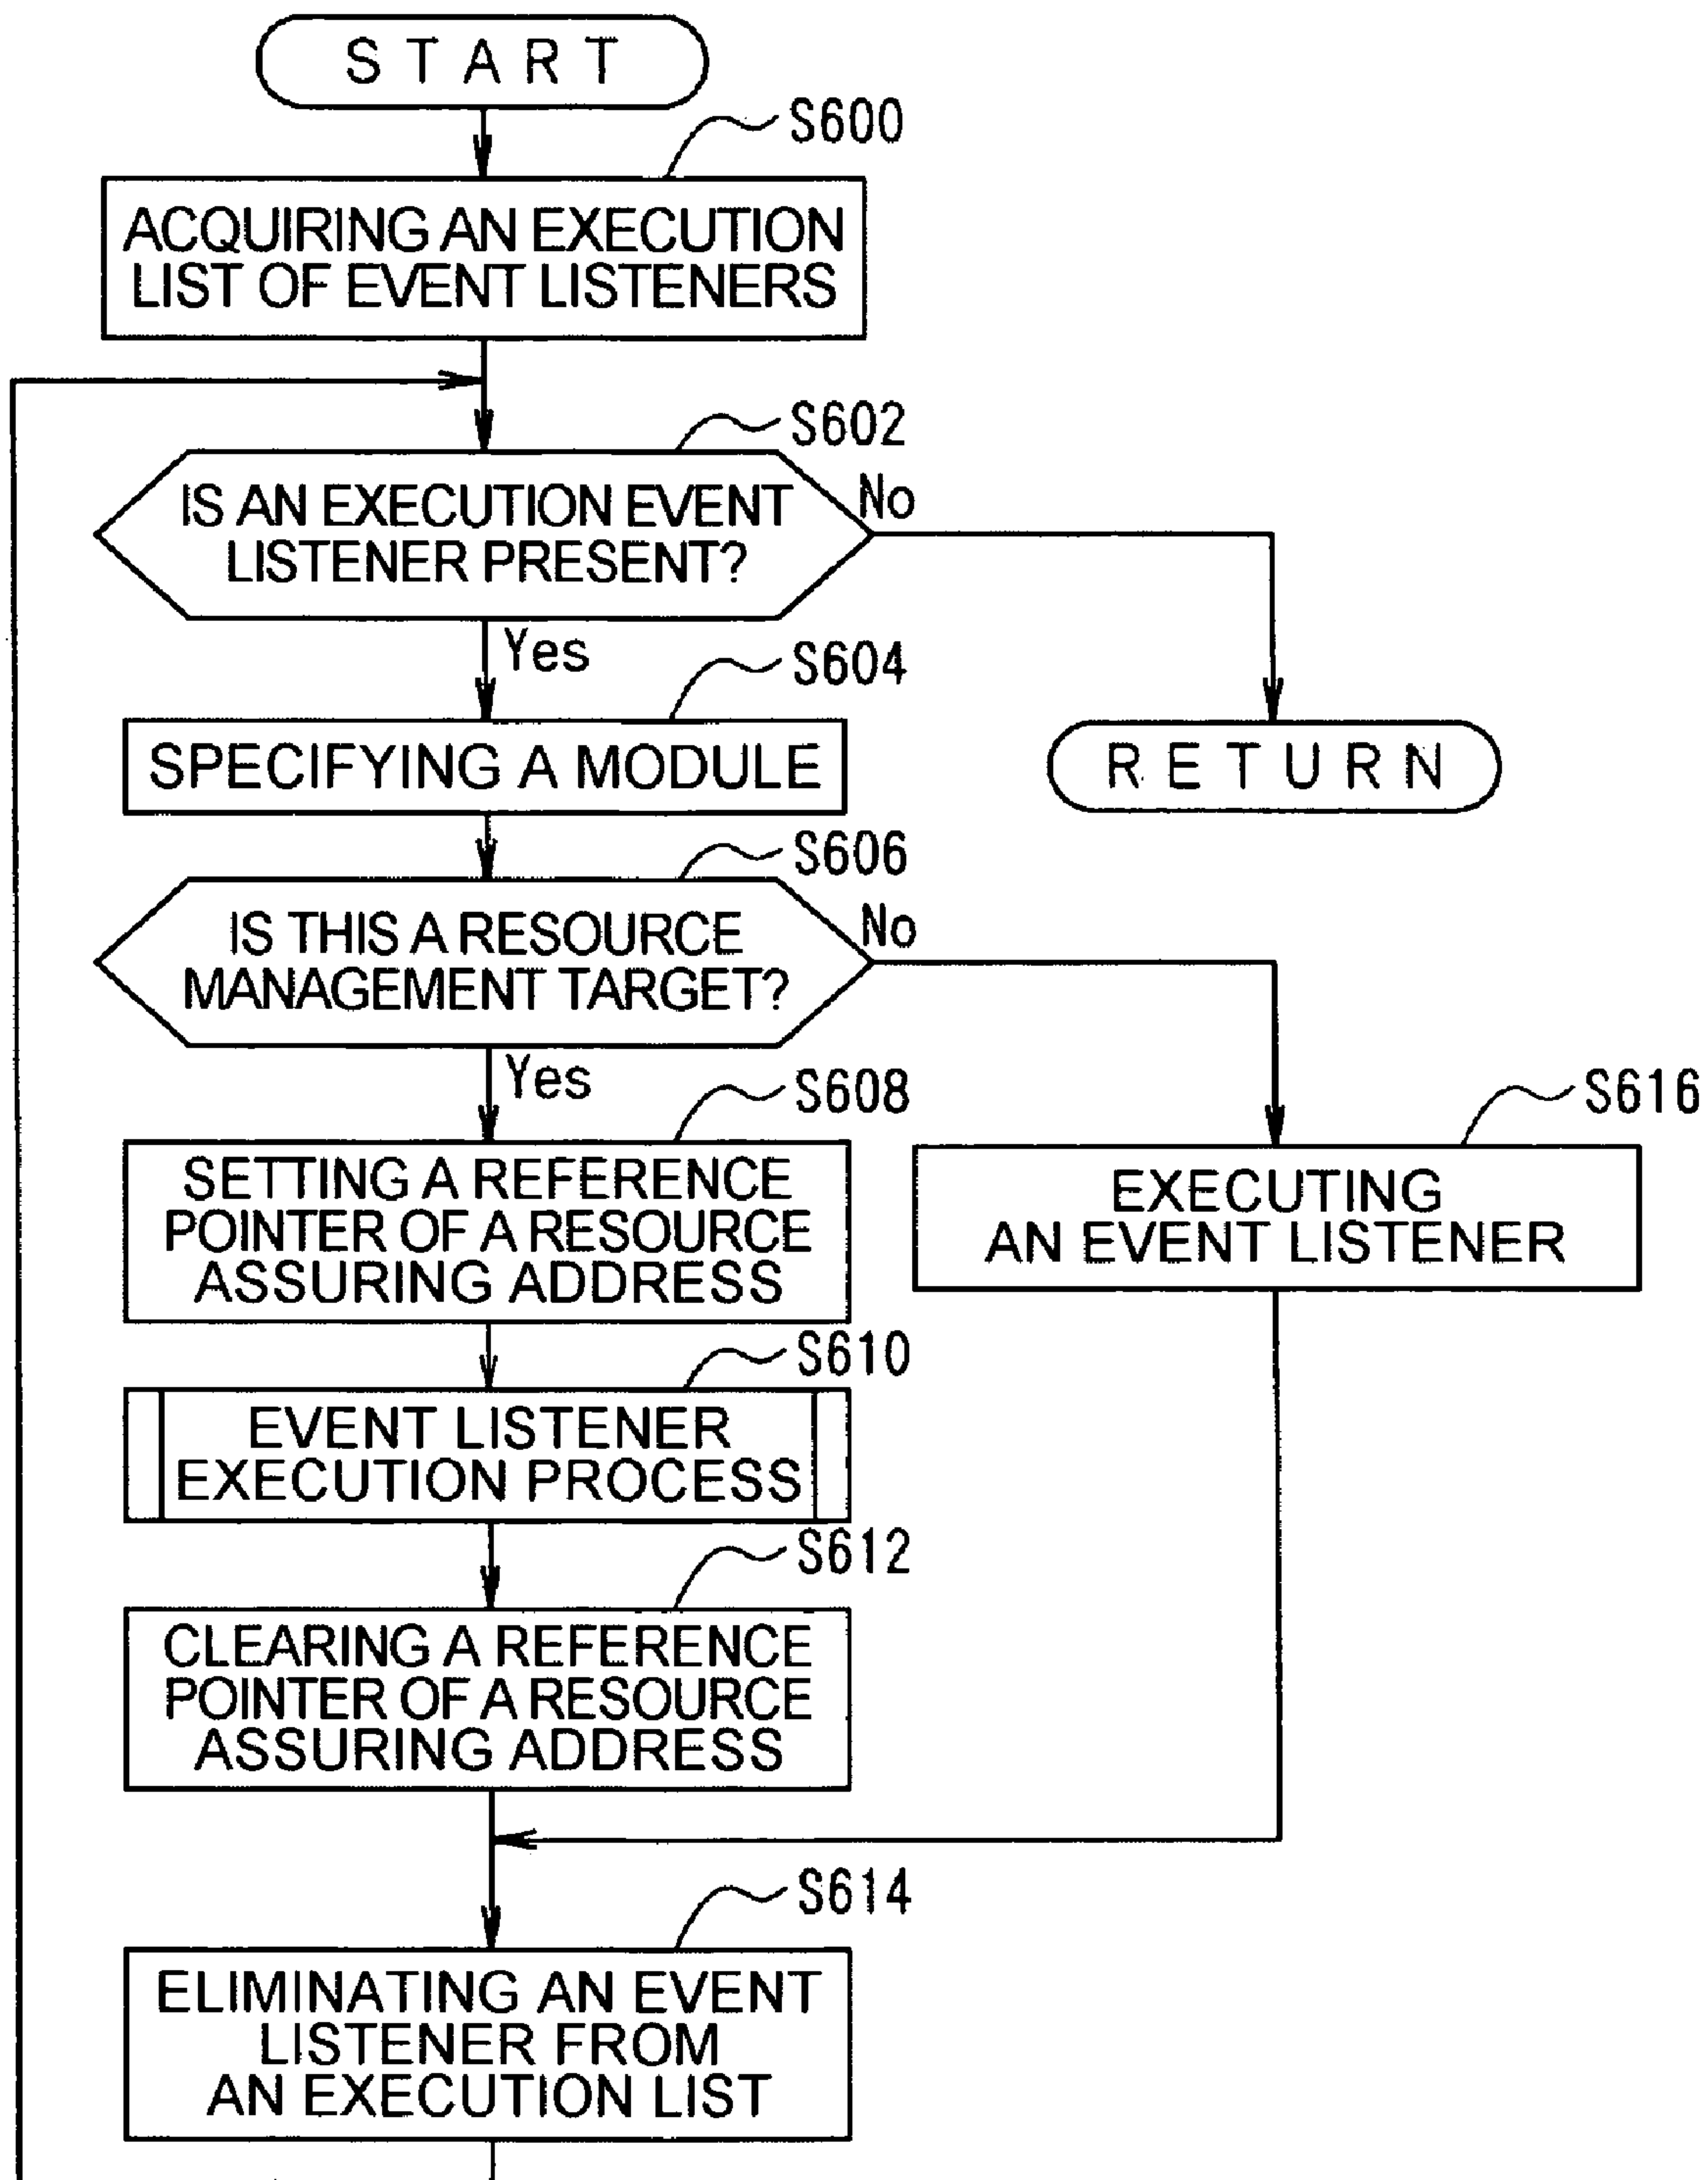 START
S600
ACQUIRING AN EXECUTION
LIST OF EVENT LISTENERS
S602
IS AN EXECUTION EVENT
LISTENER PRESENT?
No
Yes
S604
SPECIFYING A MODULE
RETURN
S606
IS THIS A RESOURCE
MANAGEMENT TARGET?
No
Yes
S608
SETTING A REFERENCE
POINTER OF A RESOURCE
ASSURING ADDRESS
S616
EXECUTING
AN EVENT LISTENER
S610
EVENT LISTENER
EXECUTION PROCESS
S612
CLEARING A REFERENCE
POINTER OF A RESOURCE
ASSURING ADDRESS
S614
ELIMINATING AN EVENT
LISTENER FROM
AN EXECUTION LIST